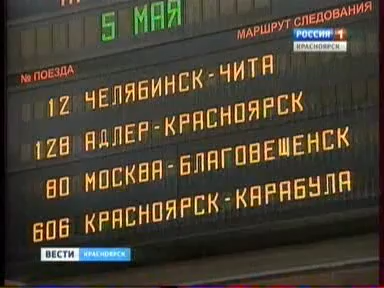 5 МАЯ
МАРШРУТ СЛЕДОВАНИЯ
РОССИЯ 1
КРАСНОЯРСК
№ ПОЕЗДА
12 ЧЕЛЯБИНСК-ЧИТА
128 АДЛЕР-КРАСНОЯРСК
80 МОСКВА-БЛАГОВЕЩЕНСК
606 КРАСНОЯРСК-КАРАБУЛА
ВЕСТИ КРАСНОЯРСК